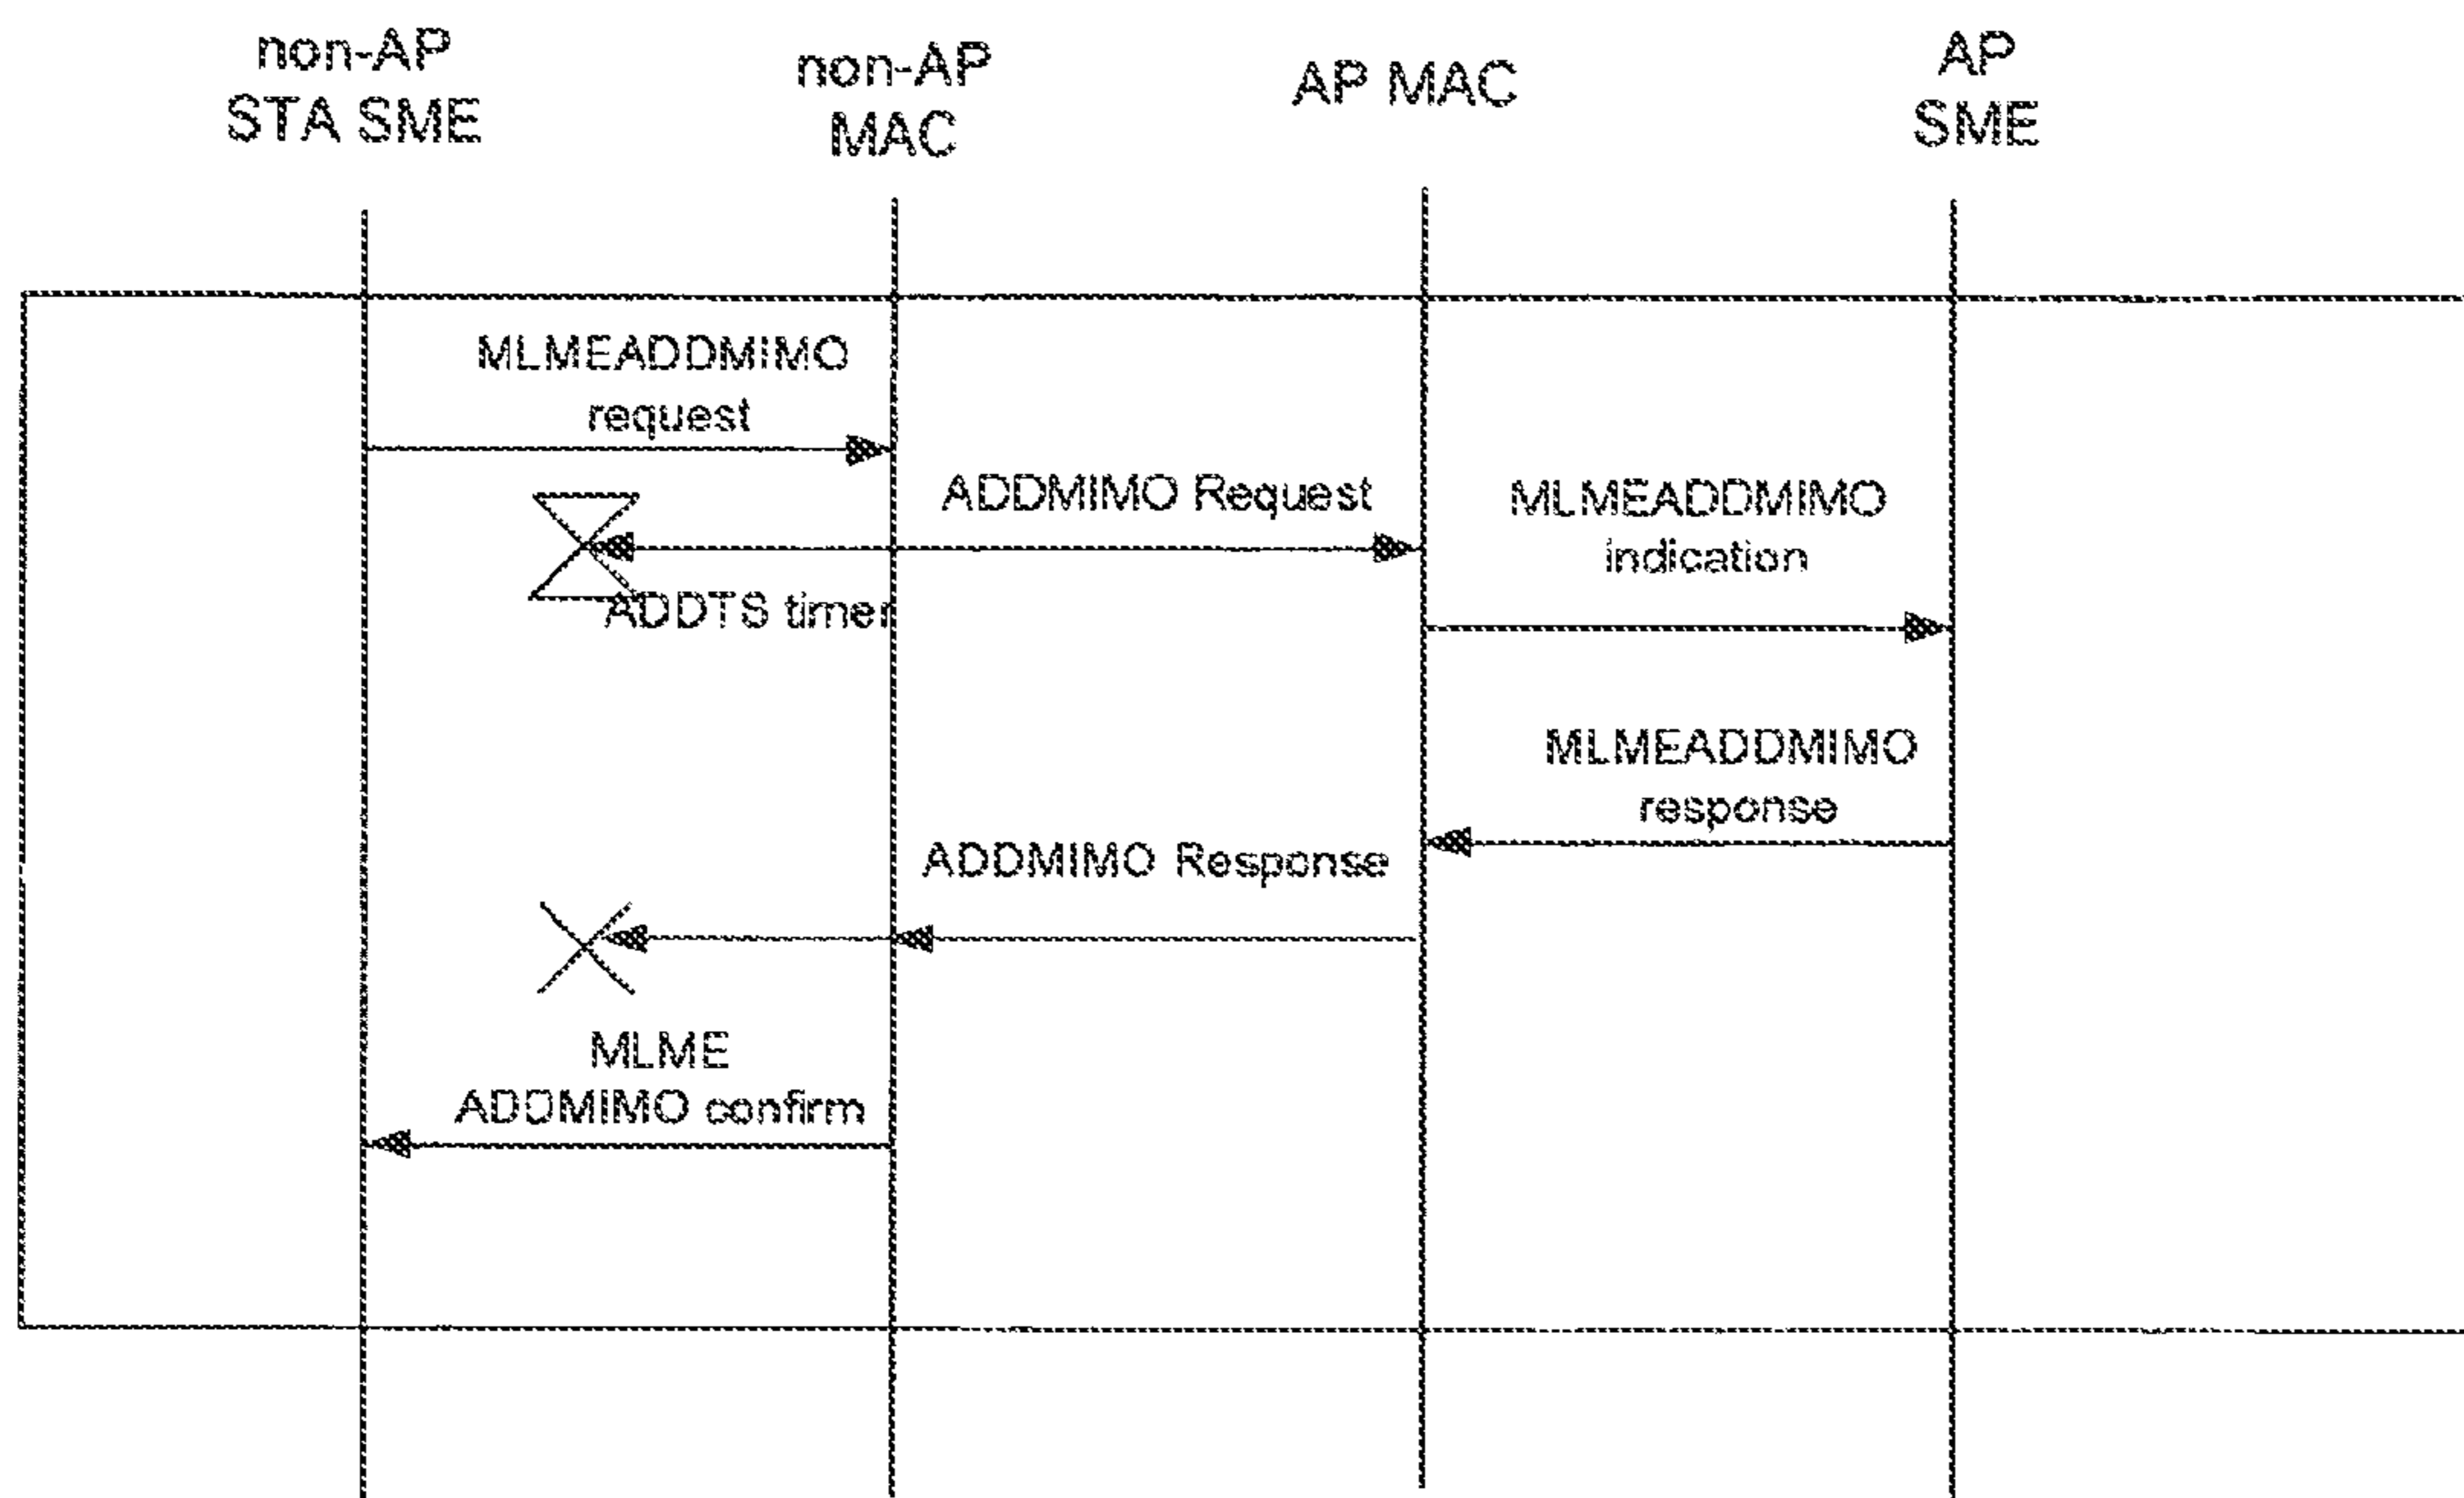 non-AP
STA SME
non-AP
MAC
AP MAC
AP
SME
MLMEADDMIMO
request
ADDMIMO Request
MLMEADDMIMO
indication
ADDTS timer
MLMEADDMIMO
response
ADDMIMO Response
MLME
ADDMIMO confirm